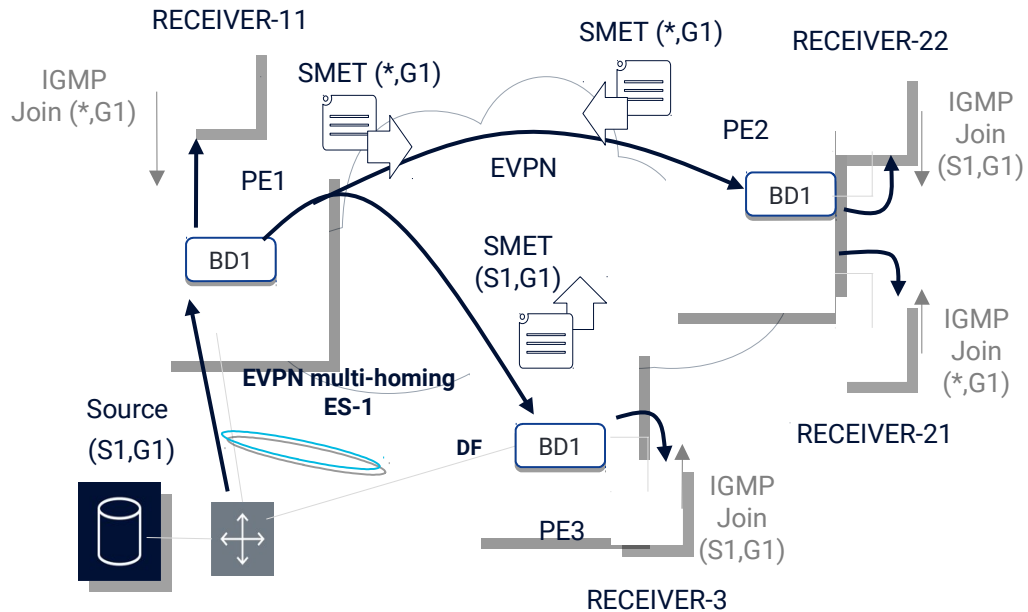 RECEIVER-11
SMET (*,G1)
RECEIVER-22
IGMP
Join (*,G1)
SMET (*,G1)
IGMP
Join
(S1,G1)
PE2
EVPN
PE1
BD1
BD1
SMET
(S1,G1)
IGMP
Join
(*,G1)
EVPN multi-homing
ES-1
Source
(S1,G1)
DF
BD1
RECEIVER-21
IGMP
Join
(S1,G1)
PE3
RECEIVER-3